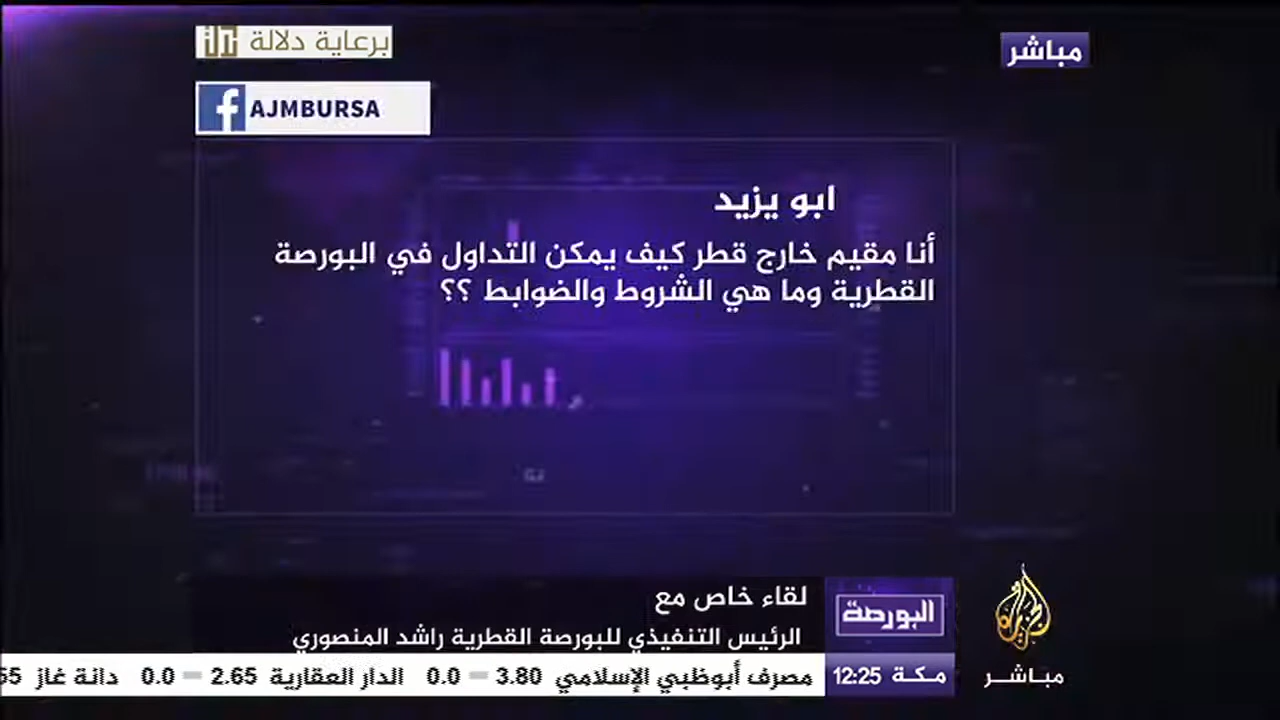 مباشر
برعاية دلالة
AJMBURSA
ابو يزيد
أنا مقيم خارج قطر كيف يمكن التداول في البورصة
القطرية وما هي الشروط والضوابط ؟؟
لقاء خاص مع
الرئيس التنفيذي للبورصة القطرية راشد المنصوري
البورصة
الجزيرة
مباشر
مكة 12:25
مصرف أبوظبي الإسلامي 3.80 0.0 الدار العقارية 2.65 0.0 دانة غاز